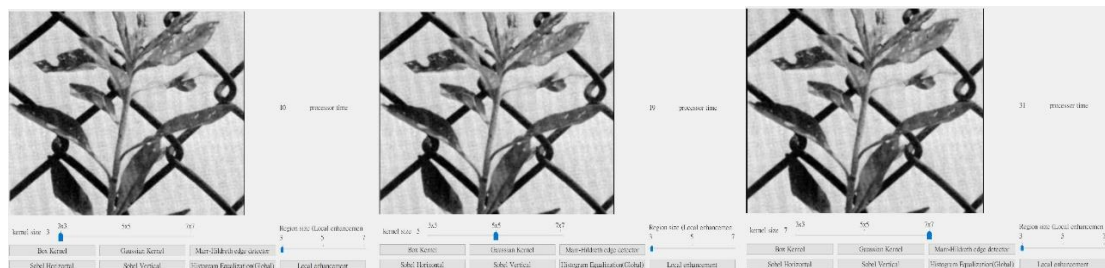 10 processor time
3x3 5x5 7x7
kernel size 3
Region size (Local enhancement
3 5 7
Box Kernel Gaussian Kernel Marr-Hildreth edge detector
Sobel Horizontal Sobel Vertical Histogram Equalization(Global) Local enhancement
19 processor time
3x3 5x5 7x7
kernel size 5
Region size (Local enhancement
3 5 7
Box Kernel Gaussian Kernel Marr-Hildreth edge detector
Sobel Horizontal Sobel Vertical Histogram Equalization(Global) Local enhancement
31 processor time
3x3 5x5 7x7
kernel size 7
Region size (Local enhancement
3 5 7
Box Kernel Gaussian Kernel Marr-Hildreth edge detector
Sobel Horizontal Sobel Vertical Histogram Equalization(Global) Local enhancement